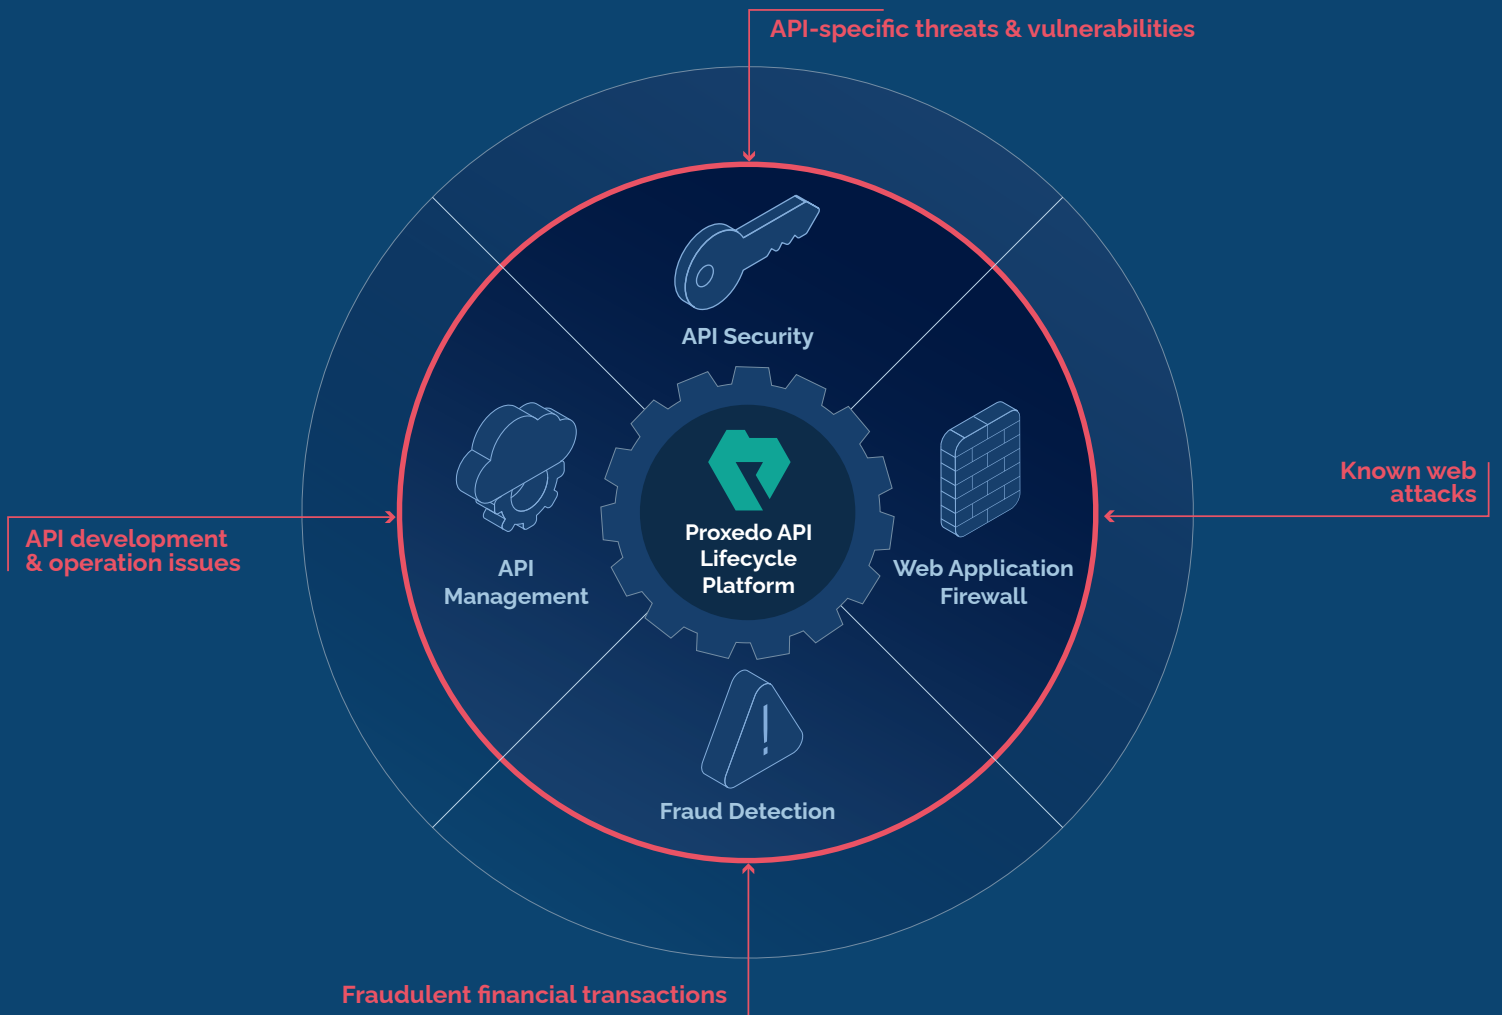 API-specific threats & vulnerabilities
API Security
Proxedo API
Lifecycle
Platform
Known web
attacks
API development
& operation issues
API
Management
Web Application
Firewall
Fraud Detection
Fraudulent financial transactions